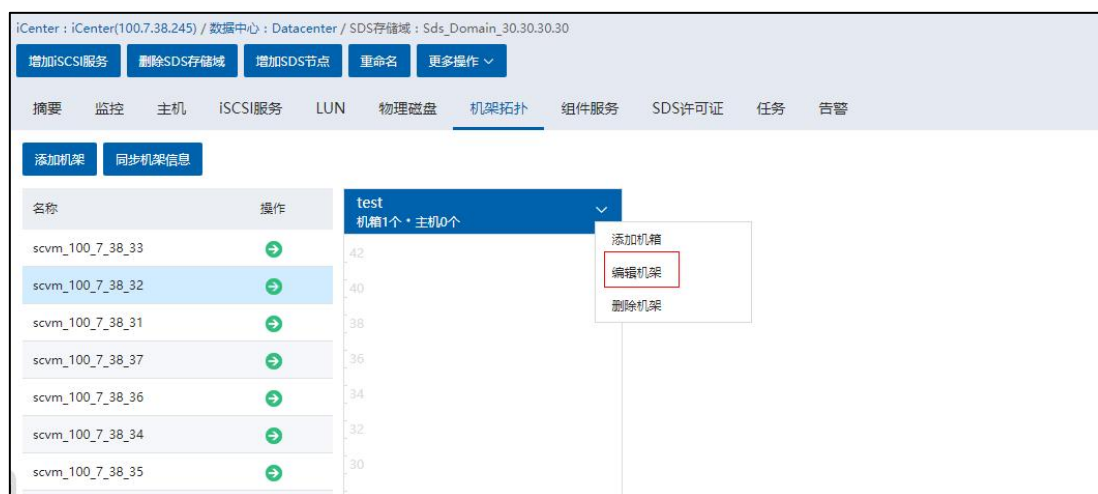 iCenter : iCenter(100.7.38.245) / 数据中心 : Datacenter / SDS存储域 : Sds_Domain_30.30.30.30
增加iSCSI服务 删除SDS存储域 增加SDS节点 重命名 更多操作
摘要 监控 主机 iSCSI服务 LUN 物理磁盘 机架拓扑 组件服务 SDS许可证 任务 告警
添加机架 同步机架信息
名称 操作
test
机箱1个 · 主机0个
添加机箱
编辑机架
删除机架
scvm_100_7_38_33
scvm_100_7_38_32
scvm_100_7_38_31
scvm_100_7_38_37
scvm_100_7_38_36
scvm_100_7_38_34
scvm_100_7_38_35
42
40
38
36
34
32
30